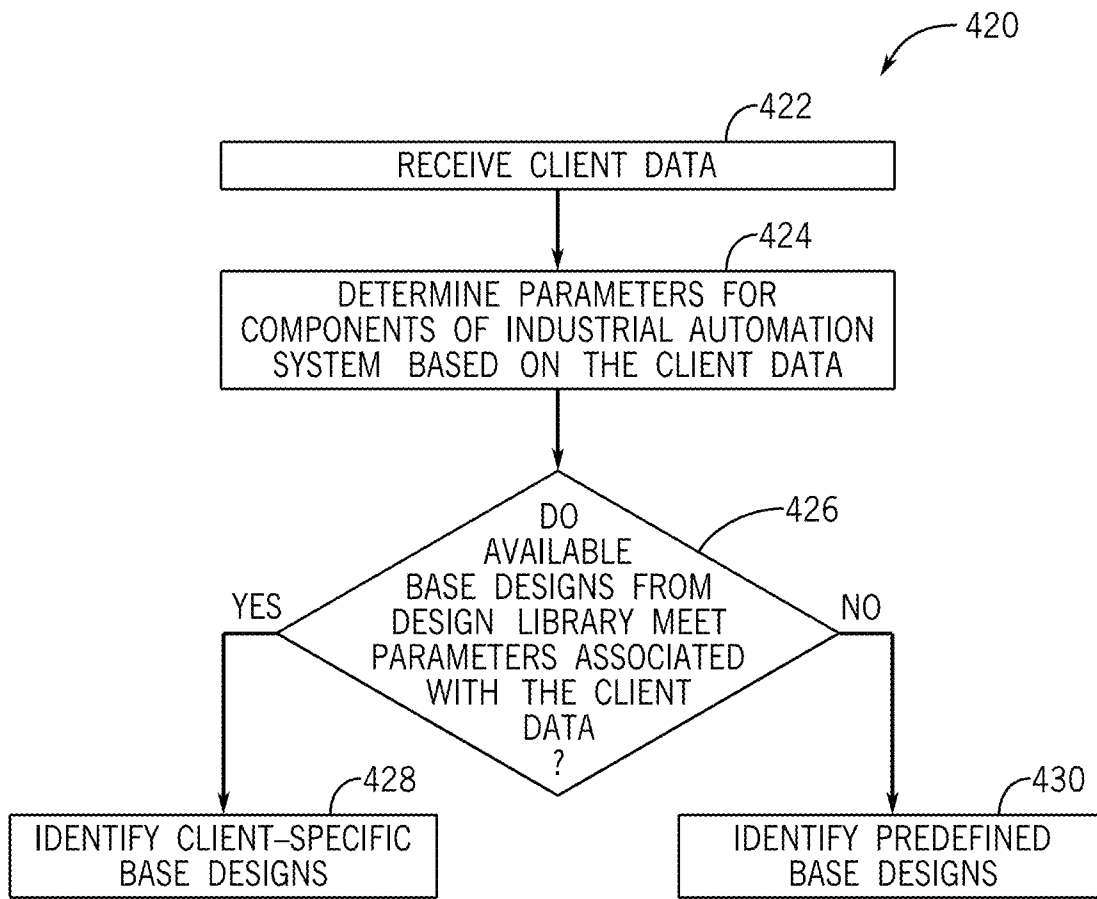 420
422
RECEIVE CLIENT DATA
424
DETERMINE PARAMETERS FOR
COMPONENTS OF INDUSTRIAL AUTOMATION
SYSTEM BASED ON THE CLIENT DATA
426
DO
AVAILABLE
BASE DESIGNS FROM
DESIGN LIBRARY MEET
PARAMETERS ASSOCIATED
WITH THE CLIENT
DATA
?
YES
NO
428
IDENTIFY CLIENT–SPECIFIC
BASE DESIGNS
430
IDENTIFY PREDEFINED
BASE DESIGNS